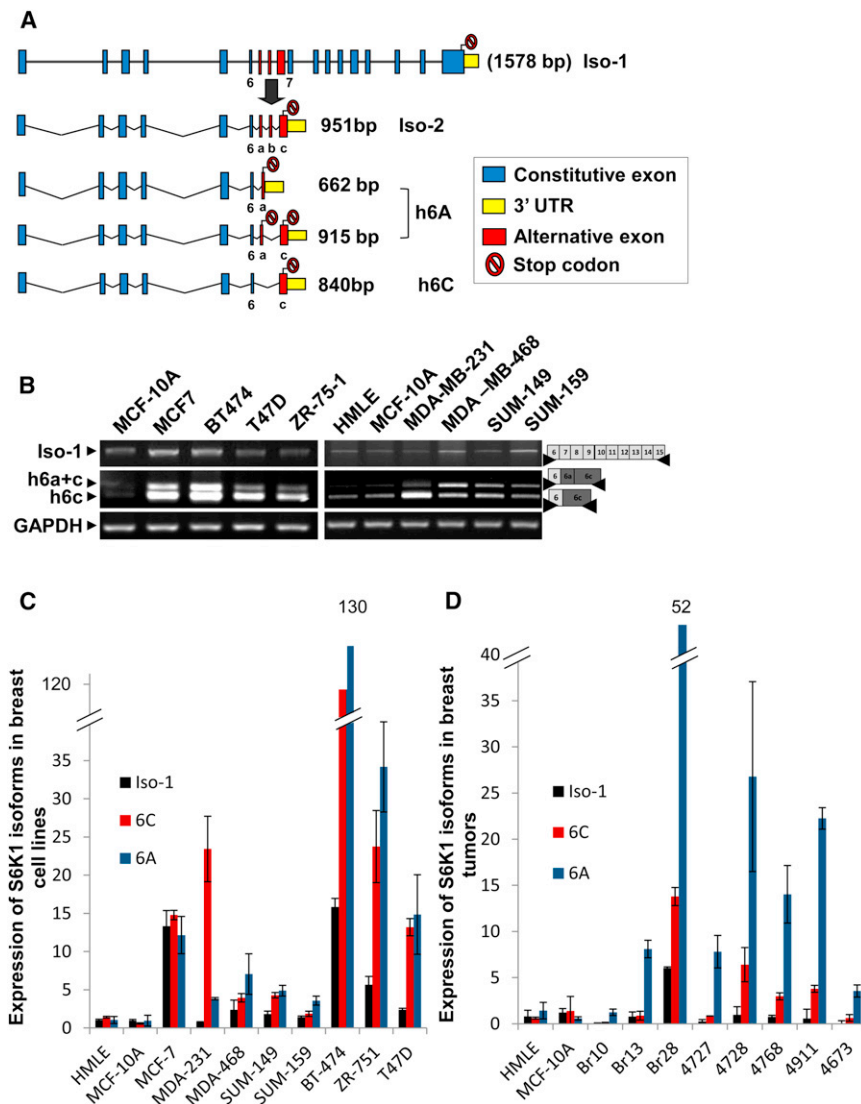 A
(1578 bp) Iso-1
6 7
951bp Iso-2
6 a b c
662 bp
6 a
h6A
915 bp
6 a c
840bp h6C
6 c
Constitutive exon
3' UTR
Alternative exon
Stop codon
B
MCF-10A MCF7 BT474 T47D ZR-75-1 HMLE MCF-10A MDA-MB-231 MDA –MB-468 SUM-149 SUM-159
Iso-1
6 7 8 9 10 11 12 13 14 15
h6a+c
6 6a 6c
h6c
6 6c
GAPDH
C
Expression of S6K1 isoforms in breast cell lines
130
120
35
30
25
20
15
10
5
0
Iso-1
6C
6A
HMLE MCF-10A MCF-7 MDA-231 MDA-468 SUM-149 SUM-159 BT-474 ZR-751 T47D
D
Expression of S6K1 isoforms in breast tumors
52
40
35
30
25
20
15
10
5
0
Iso-1
6C
6A
HMLE MCF-10A Br10 Br13 Br28 4727 4728 4768 4911 4673